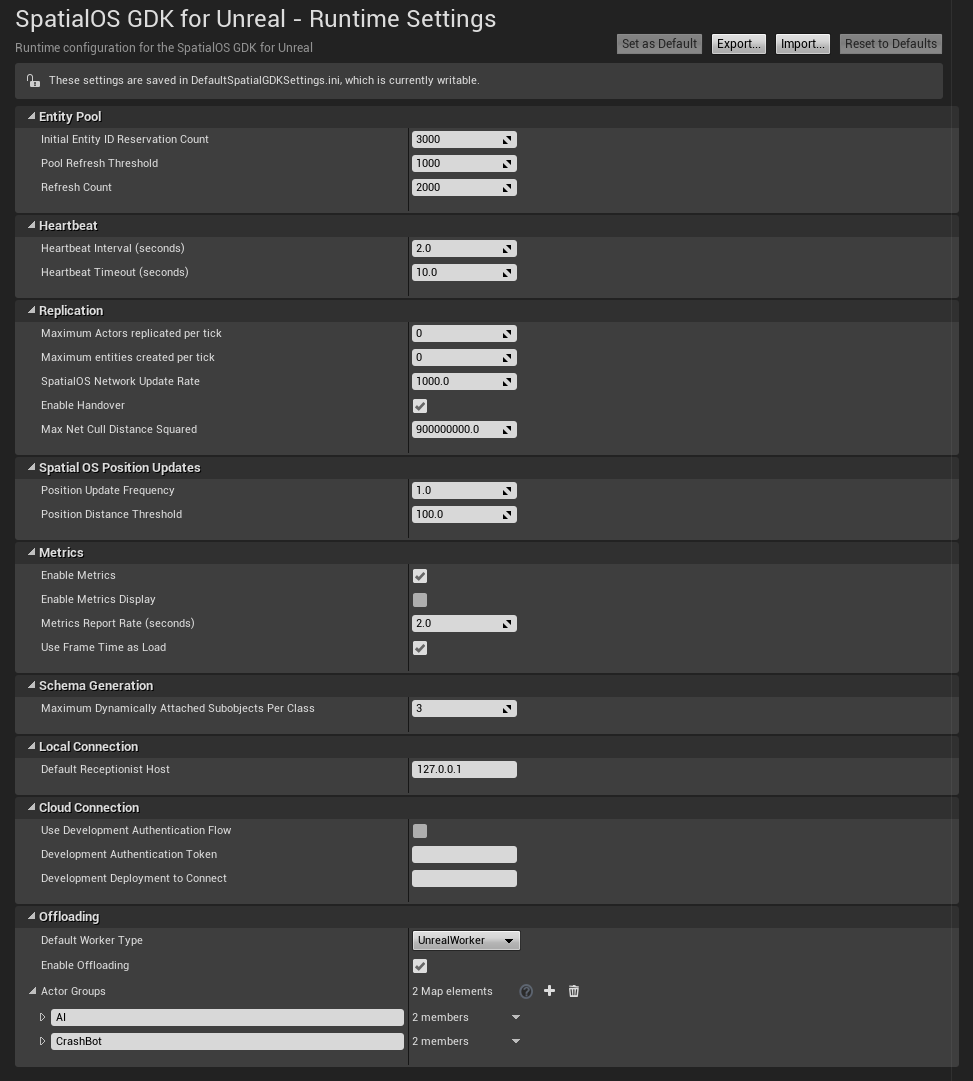 SpatialOS GDK for Unreal - Runtime Settings
Runtime configuration for the SpatialOS GDK for Unreal
Set as Default Export... Import... Reset to Defaults
These settings are saved in DefaultSpatialGDKSettings.ini, which is currently writable.
Entity Pool
Initial Entity ID Reservation Count 3000
Pool Refresh Threshold 1000
Refresh Count 2000
Heartbeat
Heartbeat Interval (seconds) 2.0
Heartbeat Timeout (seconds) 10.0
Replication
Maximum Actors replicated per tick 0
Maximum entities created per tick 0
SpatialOS Network Update Rate 1000.0
Enable Handover
Max Net Cull Distance Squared 900000000.0
Spatial OS Position Updates
Position Update Frequency 1.0
Position Distance Threshold 100.0
Metrics
Enable Metrics
Enable Metrics Display
Metrics Report Rate (seconds) 2.0
Use Frame Time as Load
Schema Generation
Maximum Dynamically Attached Subobjects Per Class 3
Local Connection
Default Receptionist Host 127.0.0.1
Cloud Connection
Use Development Authentication Flow
Development Authentication Token
Development Deployment to Connect
Offloading
Default Worker Type UnrealWorker
Enable Offloading
Actor Groups 2 Map elements ?
AI 2 members
CrashBot 2 members